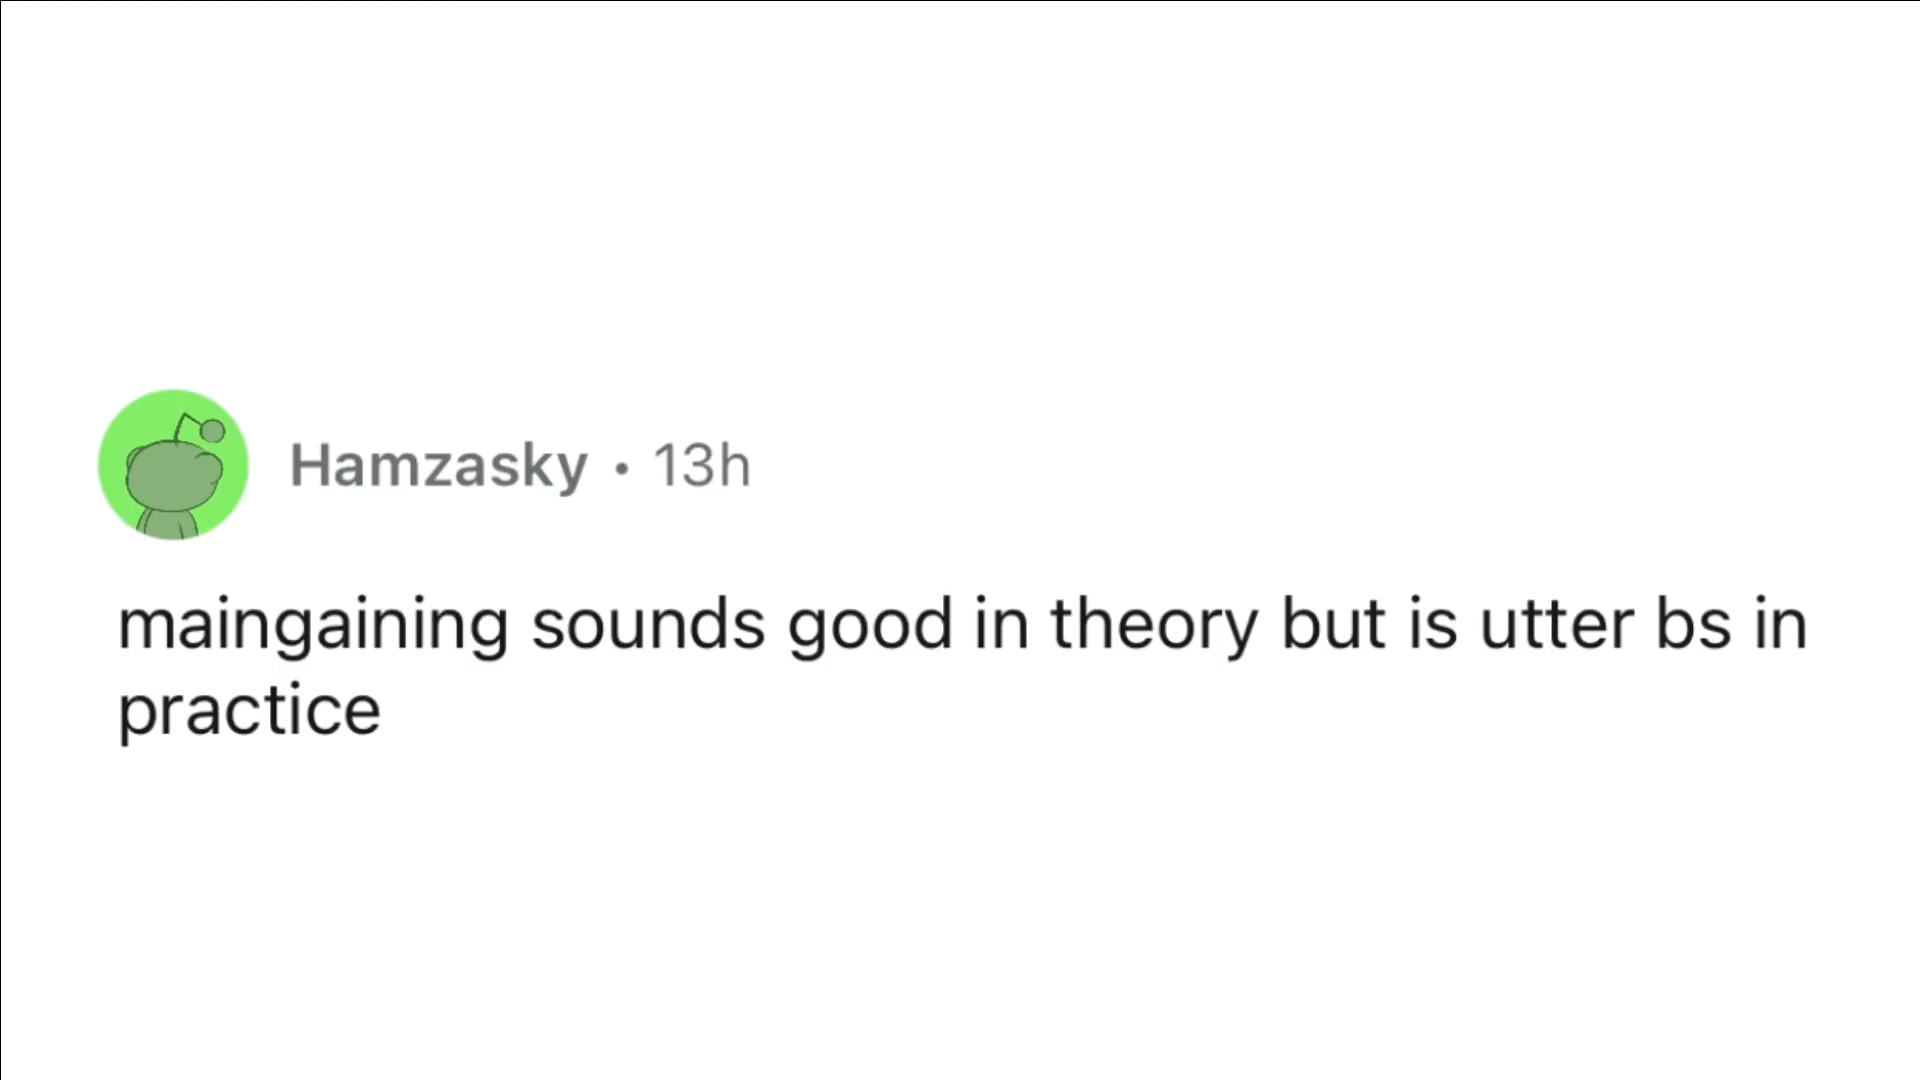 Hamzasky • 13h
maingaining sounds good in theory but is utter bs in
practice